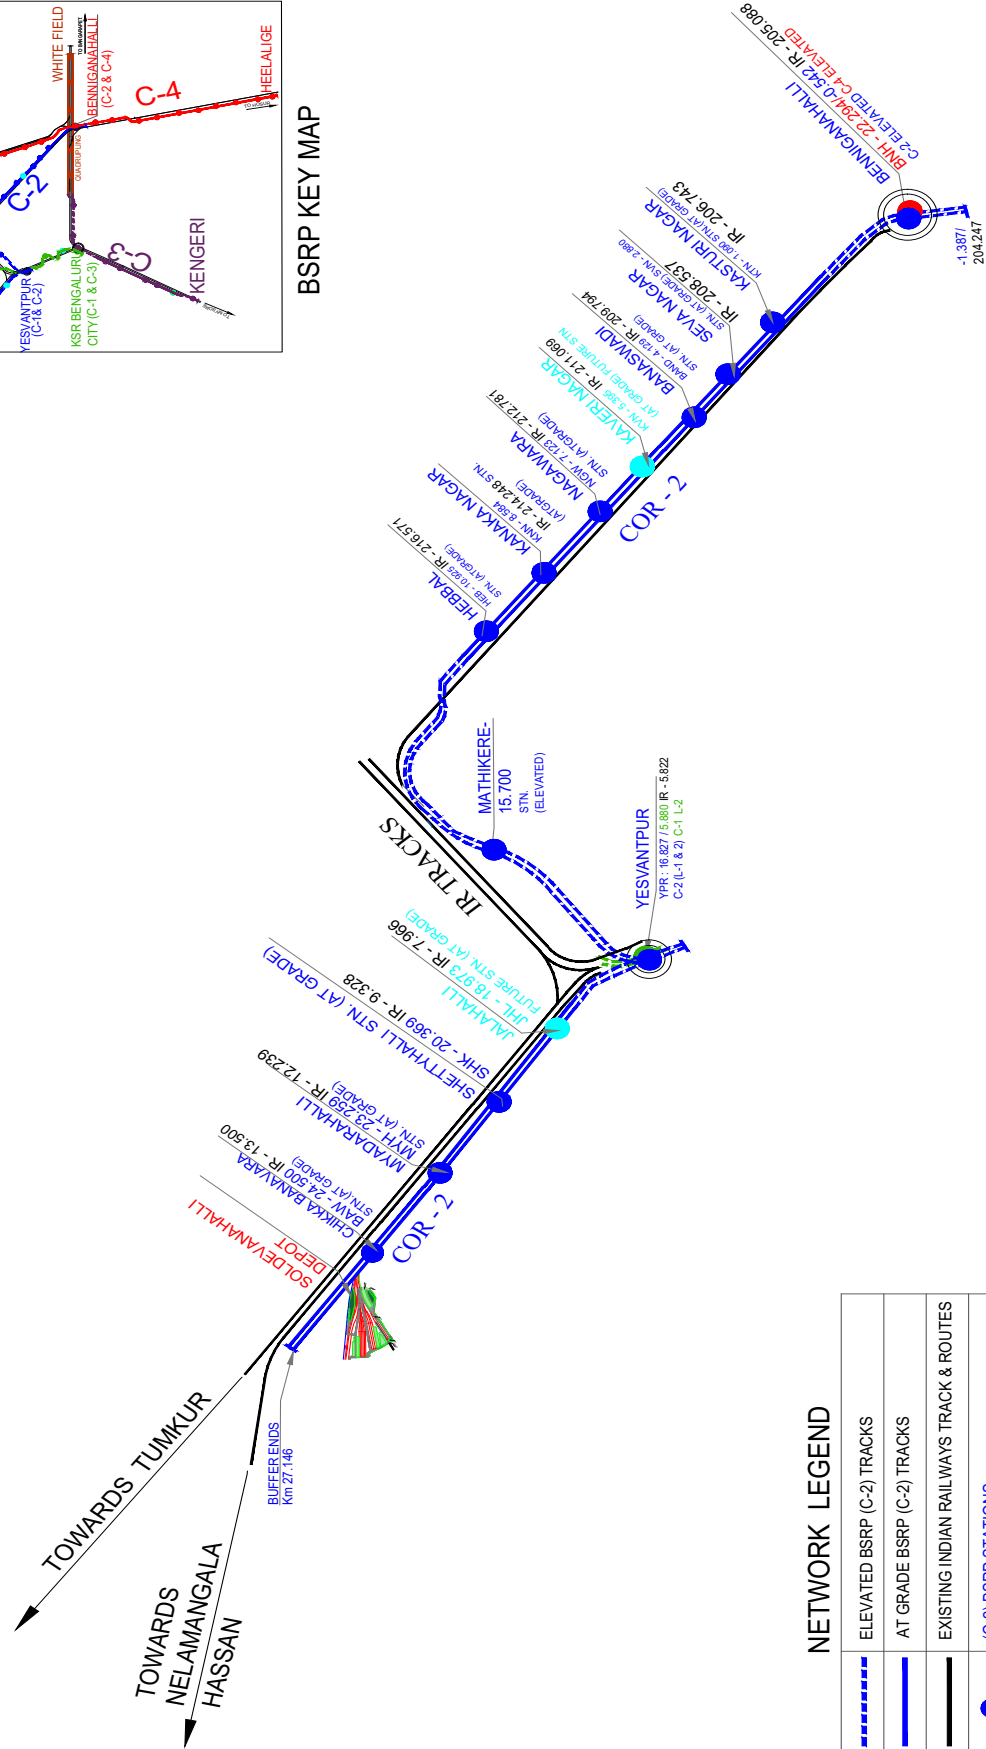 WHITE FIELD
TO BANGARAPET
BENNIGANAHALLI
(C-2 & C-4)
C-4
HEELALIGE
TO HOSUR
QUADRUPLING
C-2
YESVANTPUR
(C-1& C-2)
KSR BENGALURU
CITY (C-1 & C-3)
C-3
KENGERI
BSRP KEY MAP
BENNIGANAHALLI
BNH - 22.294/-0.542 IR - 205.088
C-2 ELEVATED C-4 ELEVATED
-1.387/
204.247
KASTURI NAGAR
KTN - 1.090 STN.(AT GRADE)
IR - 206.743
SEVA NAGAR
STN. (AT GRADE) SVN - 2.880
IR - 208.537
BANASWADI
BAND - 4.129 IR - 209.794
STN. (AT GRADE)
KAVERI NAGAR
KVN - 5.395 IR - 211.069
(AT GRADE) FUTURE STN
NAGAWARA
NGW - 7.123 IR - 212.781
STN. (ATGRADE)
COR - 2
KANAKA NAGAR
KNN - 8.584 STN.
(ATGRADE)
IR - 214.248
HEBBAL
HEB - 10.925 IR - 216.571
STN. (ATGRADE)
MATHIKERE-
15.700
STN.
(ELEVATED)
IR TRACKS
YESVANTPUR
YPR : 16.827 / 5.880 IR - 5.822
C-2 (L-1 & 2) C-1 L-2
JALAHALLI
JHL - 18.973 IR - 7.966
FUTURE STN (AT GRADE)
SHETTYHALLI STN. (AT GRADE)
SHK - 20.369 IR - 9.328
MYADARAHALLI
MYH - 23.259 IR - 12.239
STN. (AT GRADE)
CHIKKA BANAVARA
BAW - 24.500 IR - 13.500
STN.(AT GRADE)
COR - 2
SOLDEVANAHALLI
DEPOT
BUFFER ENDS
Km 27.146
TOWARDS TUMKUR
TOWARDS
NELAMANGALA
HASSAN
NETWORK LEGEND
ELEVATED BSRP (C-2) TRACKS
AT GRADE BSRP (C-2) TRACKS
EXISTING INDIAN RAILWAYS TRACK & ROUTES